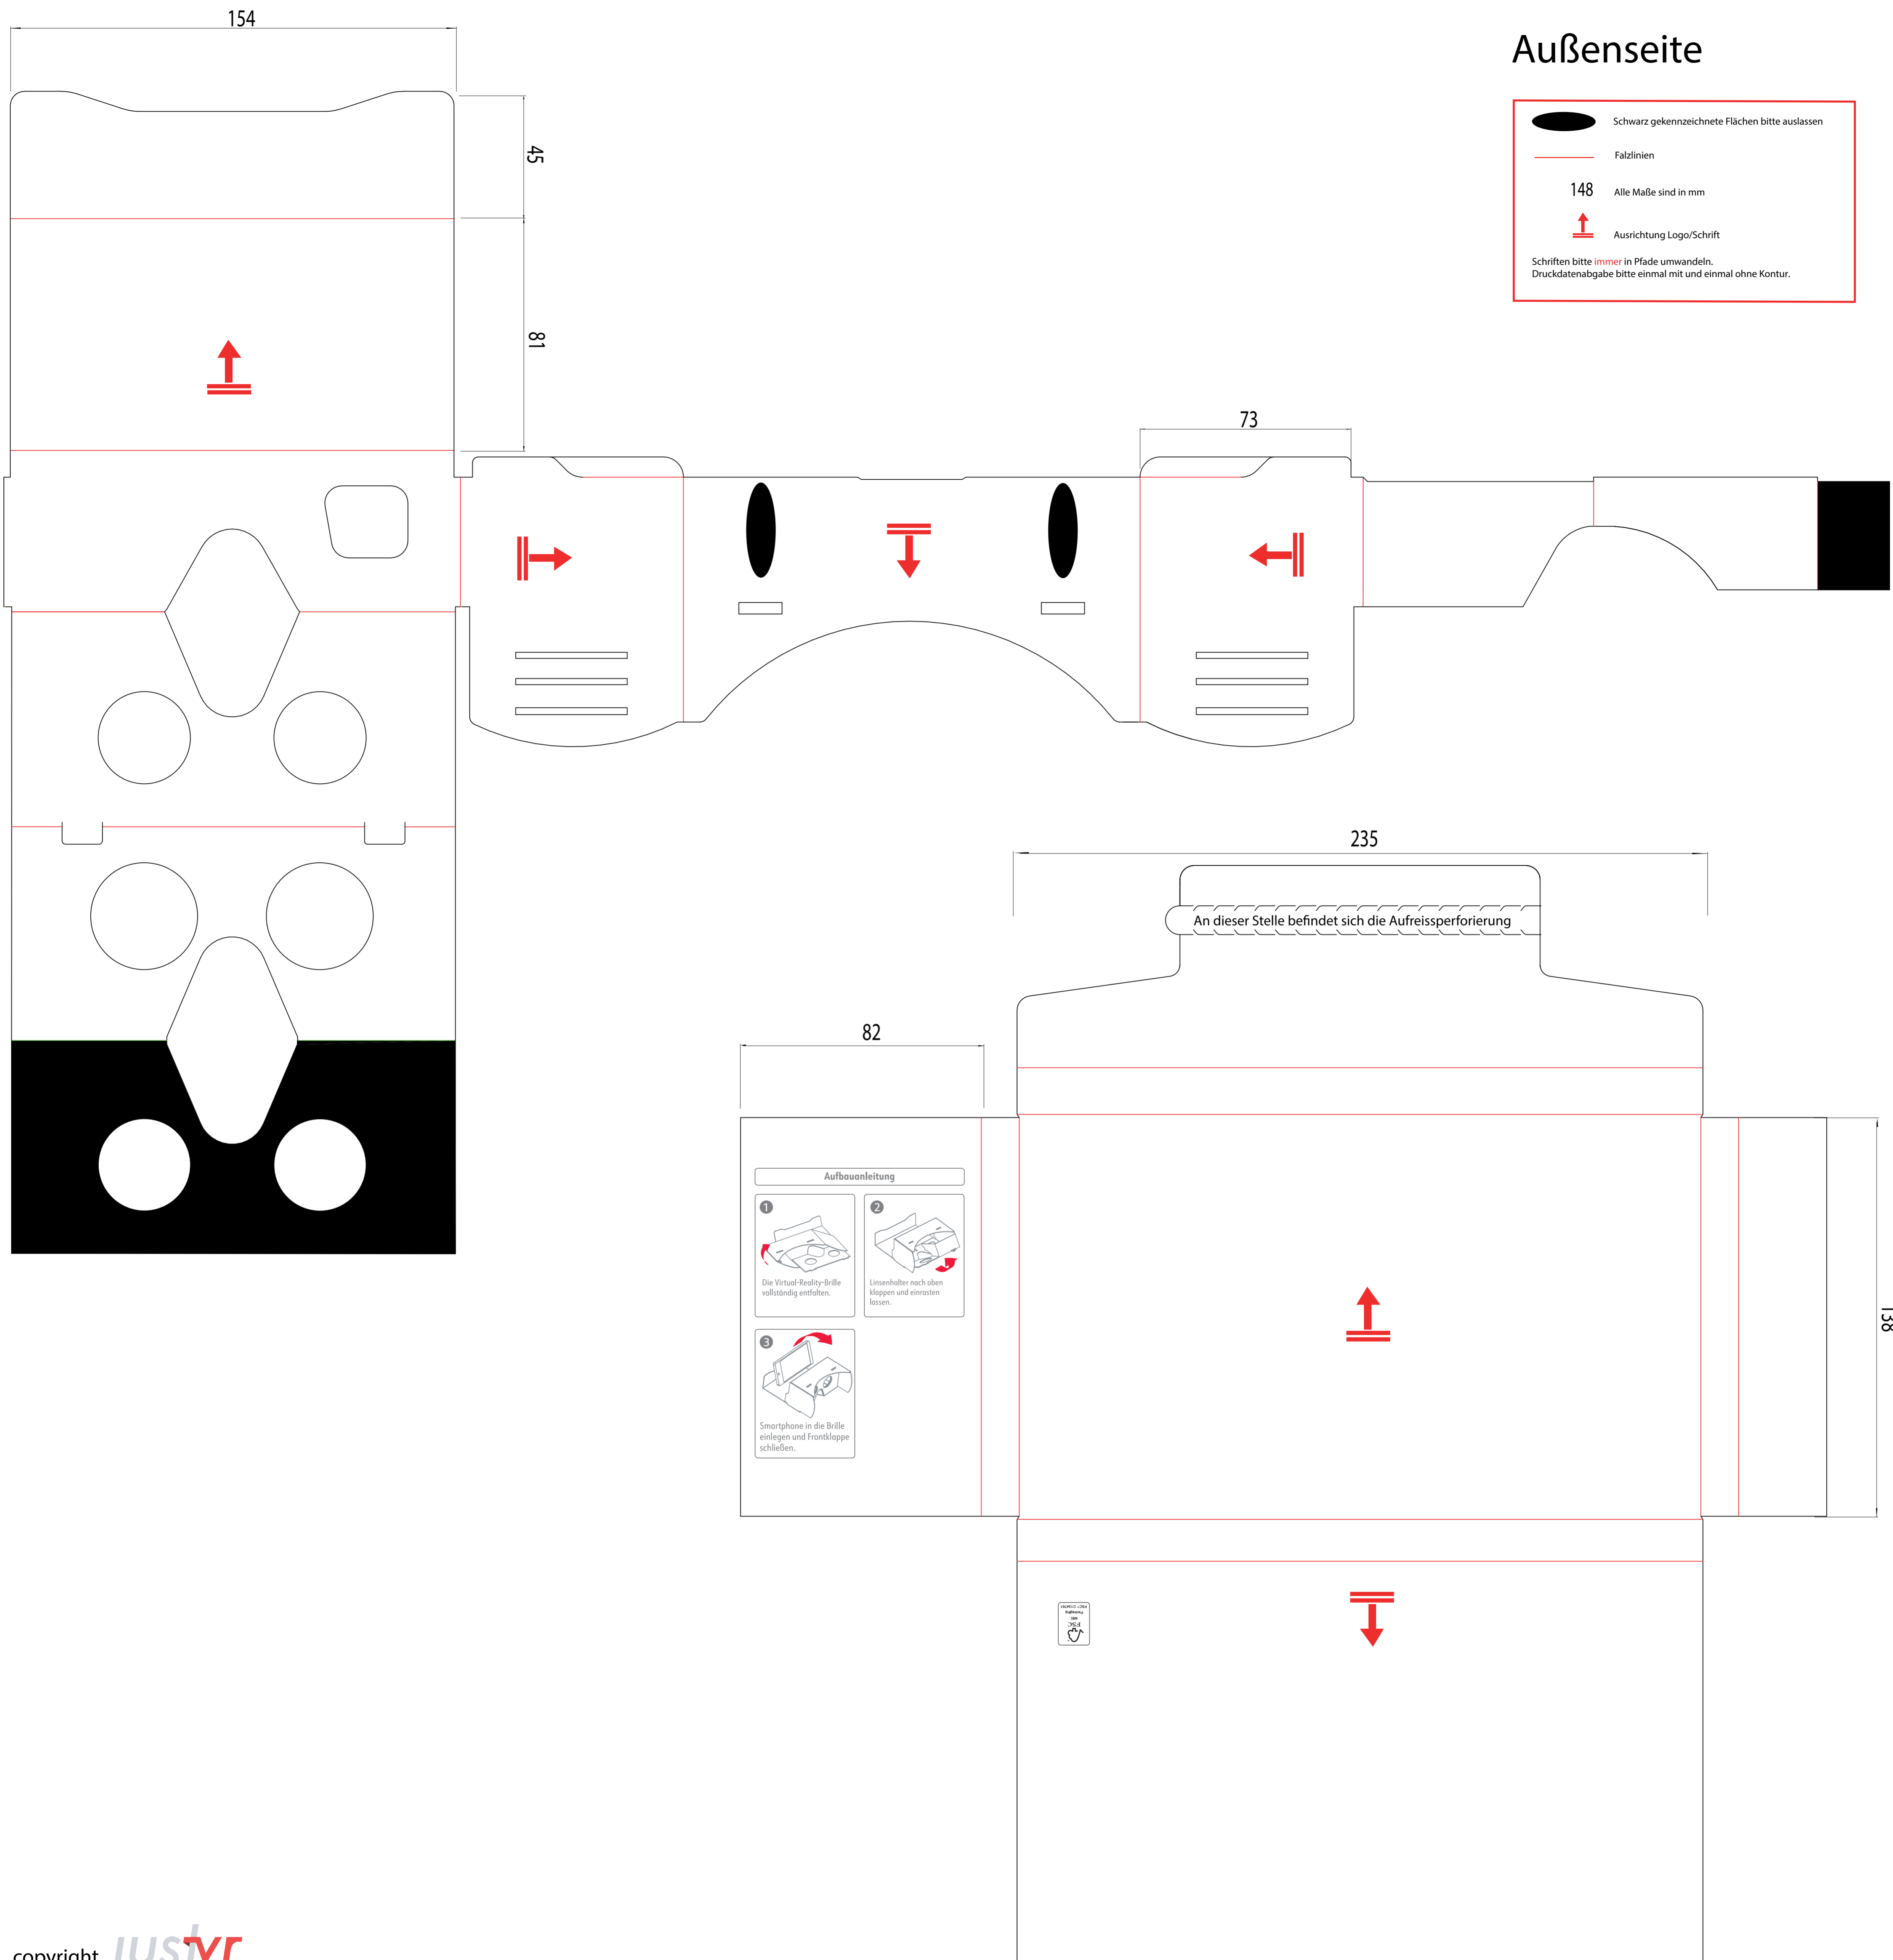 154
Außenseite
Schwarz gekennzeichnete Flächen bitte auslassen
Falzlinien
148 Alle Maße sind in mm
Ausrichtung Logo/Schrift
Schriften bitte immer in Pfade umwandeln.
Druckdatenabgabe bitte einmal mit und einmal ohne Kontur.
45
81
73
235
An dieser Stelle befindet sich die Aufreissperforierung
82
138
Aufbauanleitung
1
Die Virtual-Reality-Brille
vollständig entfalten.
2
Linsenhalter nach oben
klappen und einrasten
lassen.
3
Smartphone in die Brille
einlegen und Frontklappe
schließen.
FSC
copyright justvr